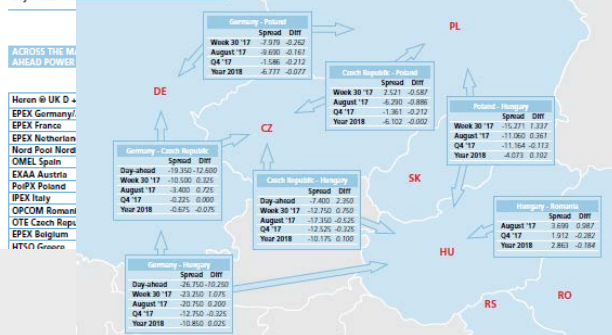 ACROSS THE MA
AHEAD POWER
Heren ® UK D +
EPEX Germany/
EPEX France
EPEX Netherlan
Nord Pool Nordi
OMEL Spain
EXAA Austria
PolPX Poland
IPEX Italy
OPCOM Romani
OTE Czech Repu
EPEX Belgium
HTSO Greece
Germany - Poland
Spread Diff
Week 30 '17 -7.979 -0.262
August '17 -9.690 -0.161
Q4 '17 -1.586 -0.212
Year 2018 -6.777 -0.077
PL
Czech Republic - Poland
Spread Diff
Week 30 '17 2.521 -0.587
August '17 -6.290 -0.886
Q4 '17 -1.361 -0.212
Year 2018 -6.102 -0.002
DE
CZ
Poland - Hungary
Spread Diff
Week 30 '17 -15.271 1.337
August '17 -11.060 0.361
Q4 '17 -11.164 -0.113
Year 2018 -4.073 0.102
Germany - Czech Republic
Spread Diff
Day-ahead -19.350 -12.600
Week 30 '17 -10.500 0.325
August '17 -3.400 0.725
Q4 '17 -0.225 0.000
Year 2018 -0.675 -0.075
Czech Republic - Hungary
Spread Diff
Day-ahead -7.400 2.350
Week 30 '17 -12.750 0.750
August '17 -17.350 -0.525
Q4 '17 -12.525 -0.325
Year 2018 -10.175 0.100
SK
Hungary - Romania
Spread Diff
August '17 3.699 0.987
Q4 '17 1.912 -0.282
Year 2018 2.863 -0.184
HU
Germany - Hungary
Spread Diff
Day-ahead -26.750 -10.250
Week 30 '17 -23.250 1.075
August '17 -20.750 0.200
Q4 '17 -12.750 -0.325
Year 2018 -10.850 0.025
RS
RO